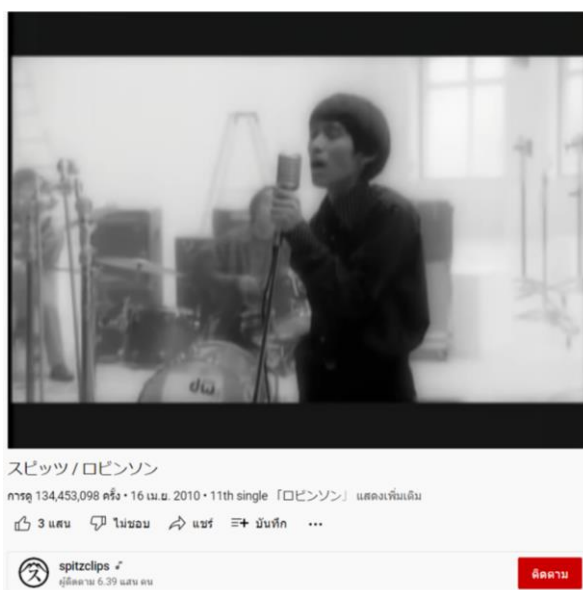 dw
スピッツ / ロビンソン
การดู 134,453,098 ครั้ง • 16 เม.ย. 2010 • 11th single 「ロビンソン」 แสดงเพิ่มเติม
3 แสน ไม่ชอบ แชร์ บันทึก
ス
spitzclips
ติดตาม
ผู้ติดตาม 6.39 แสน คน